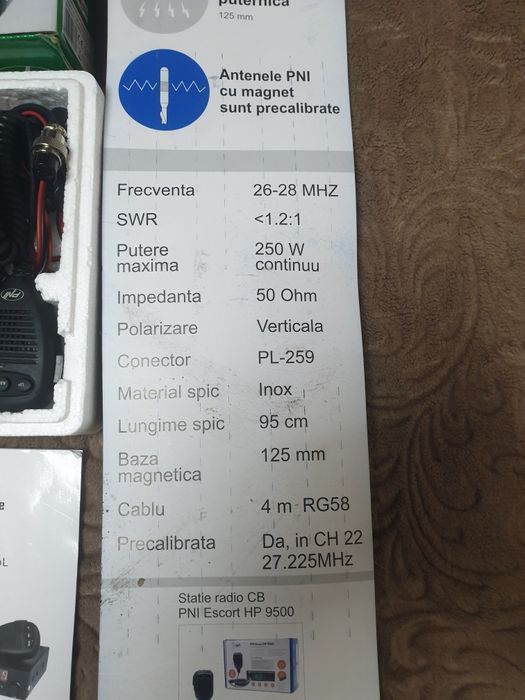 puternica
125 mm
Antenele PNI
cu magnet
sunt precalibrate
Frecventa 26-28 MHZ
SWR <1.2:1
Putere maxima 250 W continuu
Impedanta 50 Ohm
Polarizare Verticala
Conector PL-259
Material spic Inox
Lungime spic 95 cm
Baza magnetica 125 mm
Cablu 4 m RG58
Precalibrata Da, in CH 22 27.225MHz
Statie radio CB
PNI Escort HP 9500
PNI